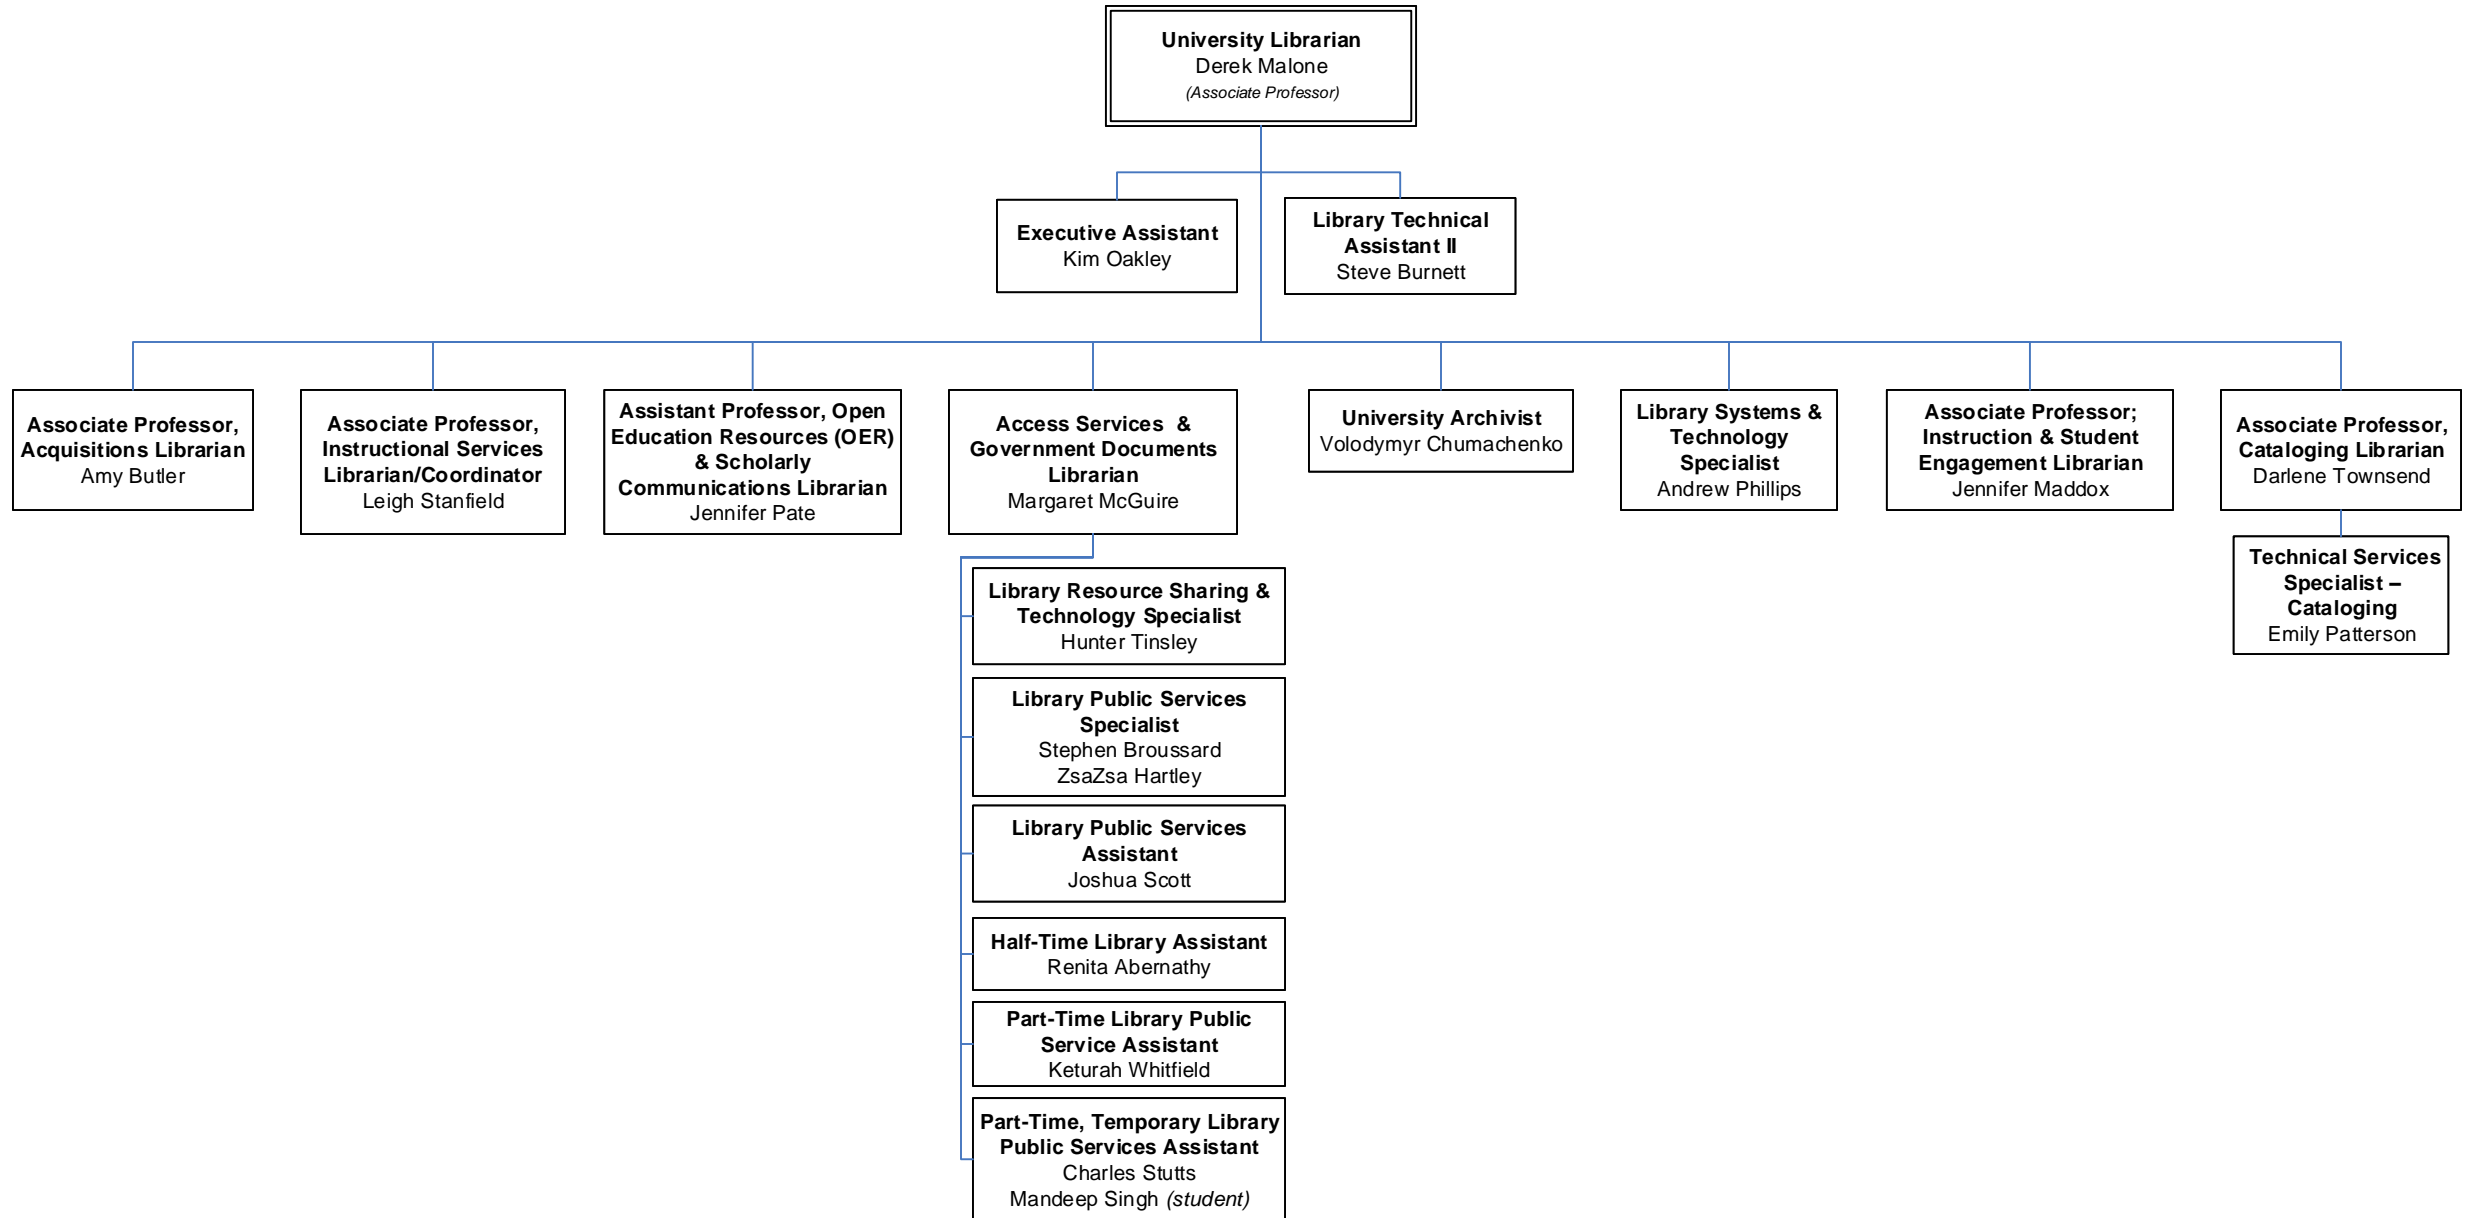 University Librarian
Derek Malone
(Associate Professor)
Executive Assistant
Kim Oakley
Library Technical
Assistant II
Steve Burnett
Associate Professor,
Acquisitions Librarian
Amy Butler
Associate Professor,
Instructional Services
Librarian/Coordinator
Leigh Stanfield
Assistant Professor, Open
Education Resources (OER)
& Scholarly
Communications Librarian
Jennifer Pate
Access Services &
Government Documents
Librarian
Margaret McGuire
University Archivist
Volodymyr Chumachenko
Library Systems &
Technology
Specialist
Andrew Phillips
Associate Professor;
Instruction & Student
Engagement Librarian
Jennifer Maddox
Associate Professor,
Cataloging Librarian
Darlene Townsend
Library Resource Sharing &
Technology Specialist
Hunter Tinsley
Library Public Services
Specialist
Stephen Broussard
ZsaZsa Hartley
Library Public Services
Assistant
Joshua Scott
Half-Time Library Assistant
Renita Abernathy
Part-Time Library Public
Service Assistant
Keturah Whitfield
Part-Time, Temporary Library
Public Services Assistant
Charles Stutts
Mandeep Singh (student)
Technical Services
Specialist –
Cataloging
Emily Patterson